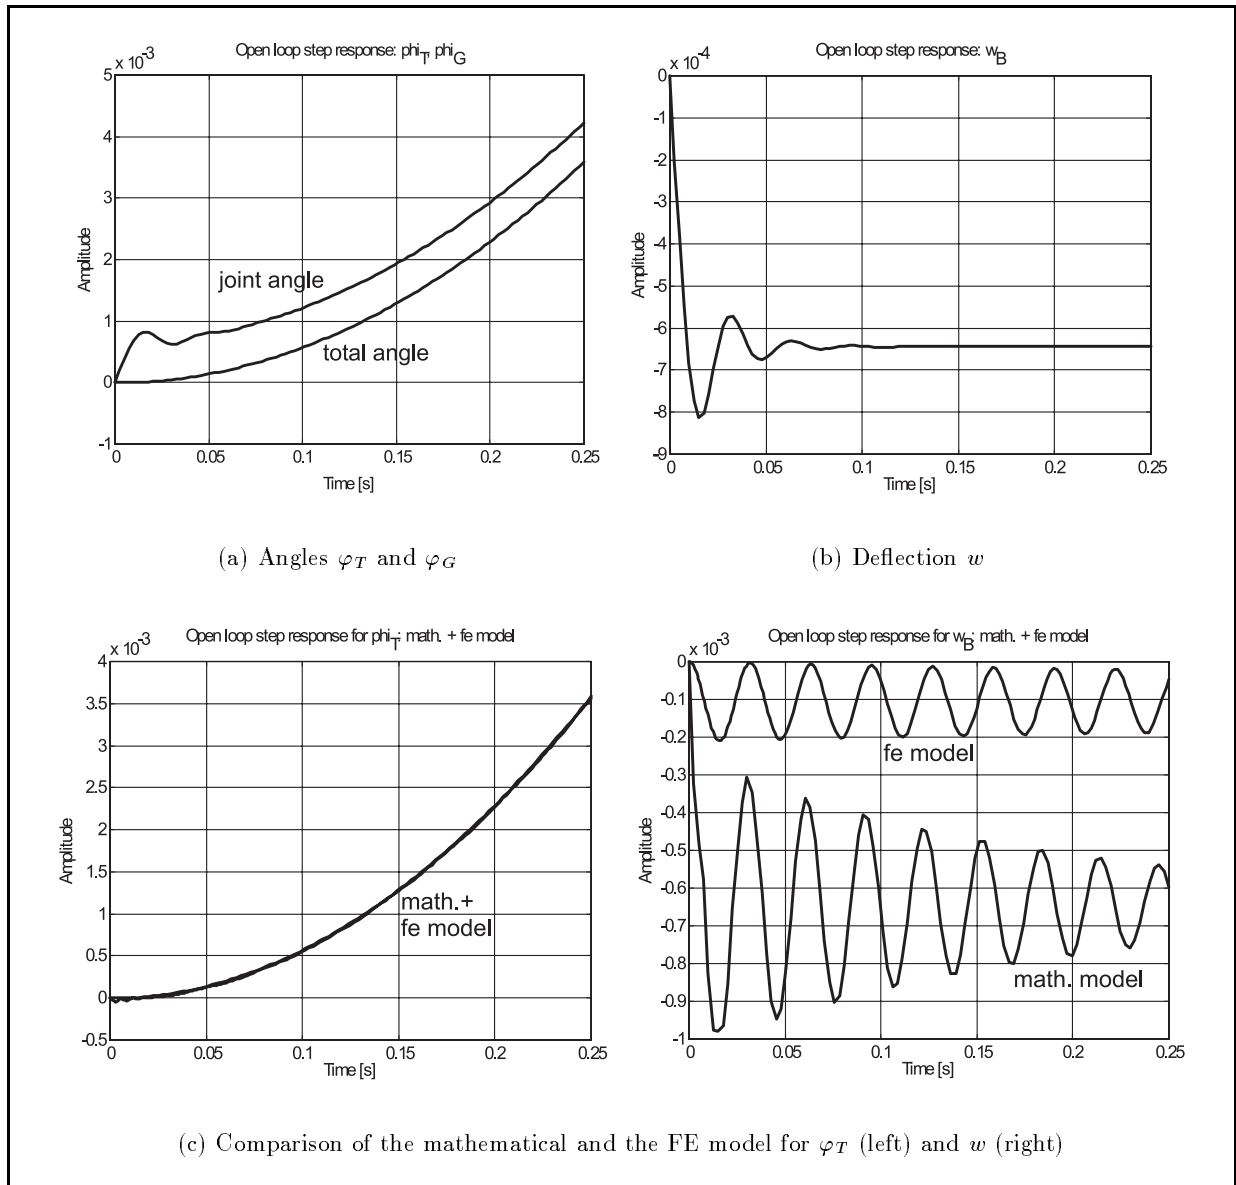 Open loop step response: phi_T, phi_G
x 10^-3
5
4
3
2
1
0
-1
Amplitude
joint angle
total angle
0
0.05
0.1
0.15
0.2
0.25
Time [s]
(a) Angles φ_T and φ_G
Open loop step response: w_B
x 10^-4
0
-1
-2
-3
-4
-5
-6
-7
-8
-9
Amplitude
0
0.05
0.1
0.15
0.2
0.25
Time [s]
(b) Deflection w
Open loop step response for phi_T: math. + fe model
x 10^-3
4
3.5
3
2.5
2
1.5
1
0.5
0
-0.5
Amplitude
math.+
fe model
0
0.05
0.1
0.15
0.2
0.25
Time [s]
Open loop step response for w_B: math. + fe model
x 10^-3
0
-0.1
-0.2
-0.3
-0.4
-0.5
-0.6
-0.7
-0.8
-0.9
-1
Amplitude
fe model
math. model
0
0.05
0.1
0.15
0.2
0.25
Time [s]
(c) Comparison of the mathematical and the FE model for φ_T (left) and w (right)